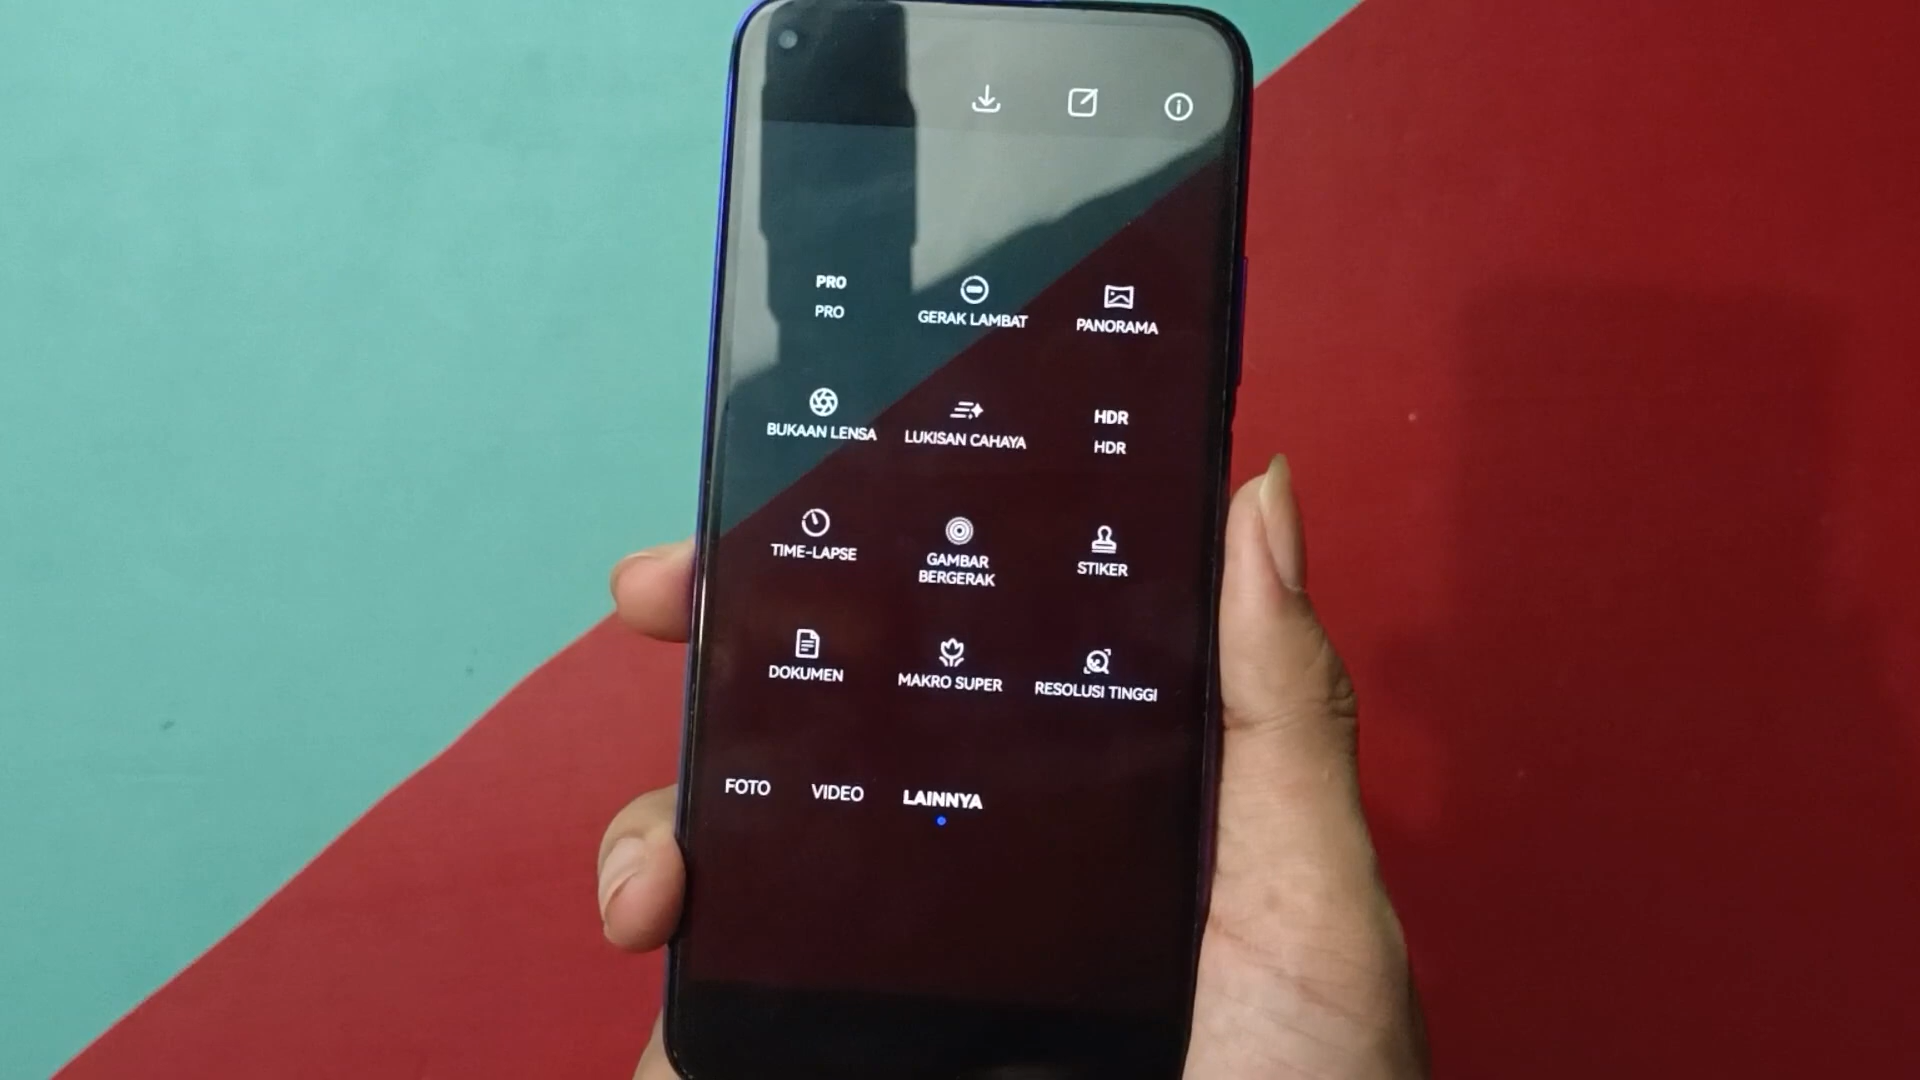 PRO
PRO
GERAK LAMBAT
PANORAMA
BUKAAN LENSA
LUKISAN CAHAYA
HDR
HDR
TIME-LAPSE
GAMBAR
BERGERAK
STIKER
DOKUMEN
MAKRO SUPER
RESOLUSI TINGGI
FOTO
VIDEO
LAINNYA